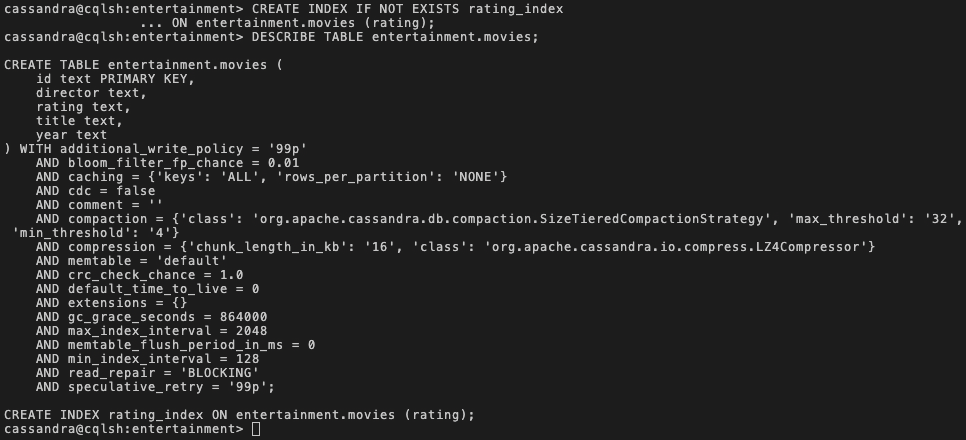 cassandra@cqlsh:entertainment> CREATE INDEX IF NOT EXISTS rating_index
                 ... ON entertainment.movies (rating);
cassandra@cqlsh:entertainment> DESCRIBE TABLE entertainment.movies;

CREATE TABLE entertainment.movies (
    id text PRIMARY KEY,
    director text,
    rating text,
    title text,
    year text
) WITH additional_write_policy = '99p'
    AND bloom_filter_fp_chance = 0.01
    AND caching = {'keys': 'ALL', 'rows_per_partition': 'NONE'}
    AND cdc = false
    AND comment = ''
    AND compaction = {'class': 'org.apache.cassandra.db.compaction.SizeTieredCompactionStrategy', 'max_threshold': '32',
 'min_threshold': '4'}
    AND compression = {'chunk_length_in_kb': '16', 'class': 'org.apache.cassandra.io.compress.LZ4Compressor'}
    AND memtable = 'default'
    AND crc_check_chance = 1.0
    AND default_time_to_live = 0
    AND extensions = {}
    AND gc_grace_seconds = 864000
    AND max_index_interval = 2048
    AND memtable_flush_period_in_ms = 0
    AND min_index_interval = 128
    AND read_repair = 'BLOCKING'
    AND speculative_retry = '99p';

CREATE INDEX rating_index ON entertainment.movies (rating);
cassandra@cqlsh:entertainment>